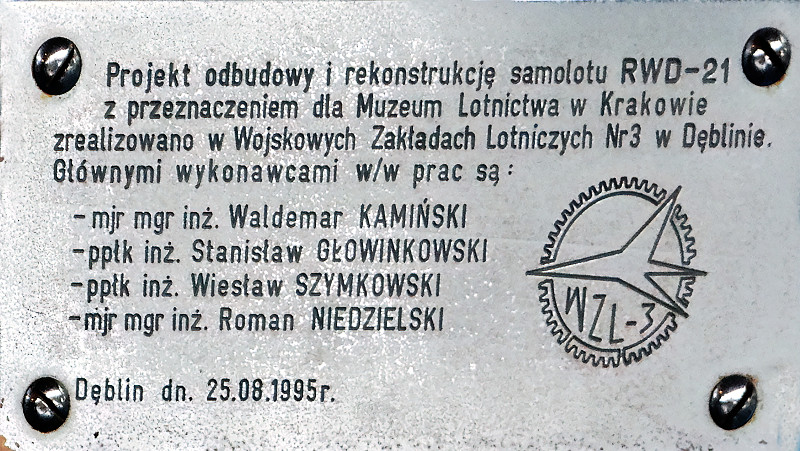 Projekt odbudowy i rekonstrukcję samolotu RWD-21
z przeznaczeniem dla Muzeum Lotnictwa w Krakowie
zrealizowano w Wojskowych Zakładach Lotniczych Nr3 w Dęblinie.
Głównymi wykonawcami w/w prac są:
-mjr mgr inż. Waldemar KAMIŃSKI
-ppłk inż. Stanisław GŁOWINKOWSKI
-ppłk inż. Wiesław SZYMKOWSKI
-mjr mgr inż. Roman NIEDZIELSKI
WZL-3
Dęblin dn. 25.08.1995r.